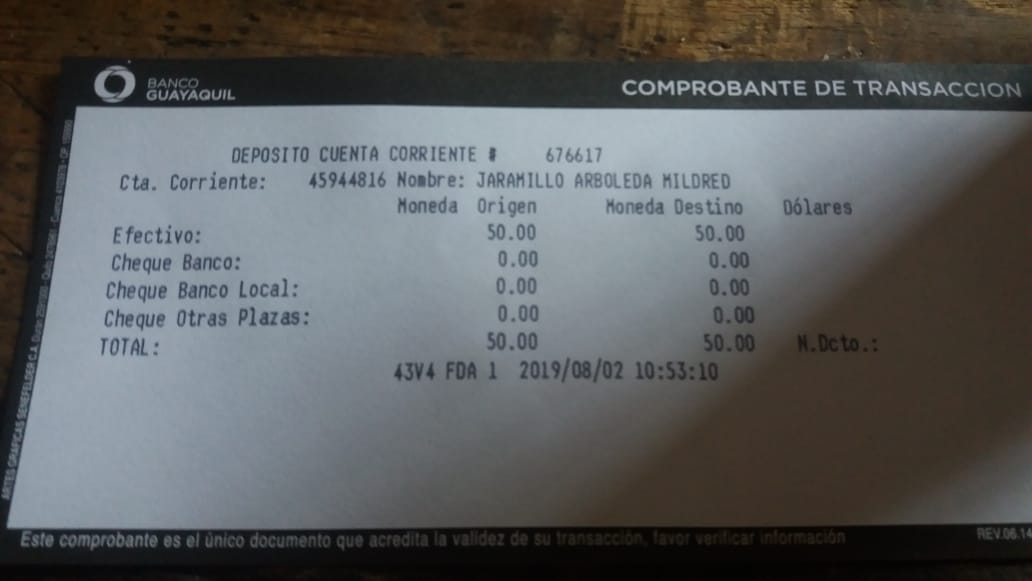 BANCO
GUAYAQUIL
COMPROBANTE DE TRANSACCION
DEPOSITO CUENTA CORRIENTE # 676617
Cta. Corriente: 45944816 Nombre: JARAMILLO ARBOLEDA MILDRED
Moneda Origen Moneda Destino Dólares
Efectivo: 50.00 50.00
Cheque Banco: 0.00 0.00
Cheque Banco Local: 0.00 0.00
Cheque Otras Plazas: 0.00 0.00
TOTAL: 50.00 50.00 N.Dcto.:
43V4 FDA 1 2019/08/02 10:53:10
Este comprobante es el único documento que acredita la validez de su transacción, favor verificar información
REV.06.14
ARTES GRAFICAS SENEFELDER C.A.